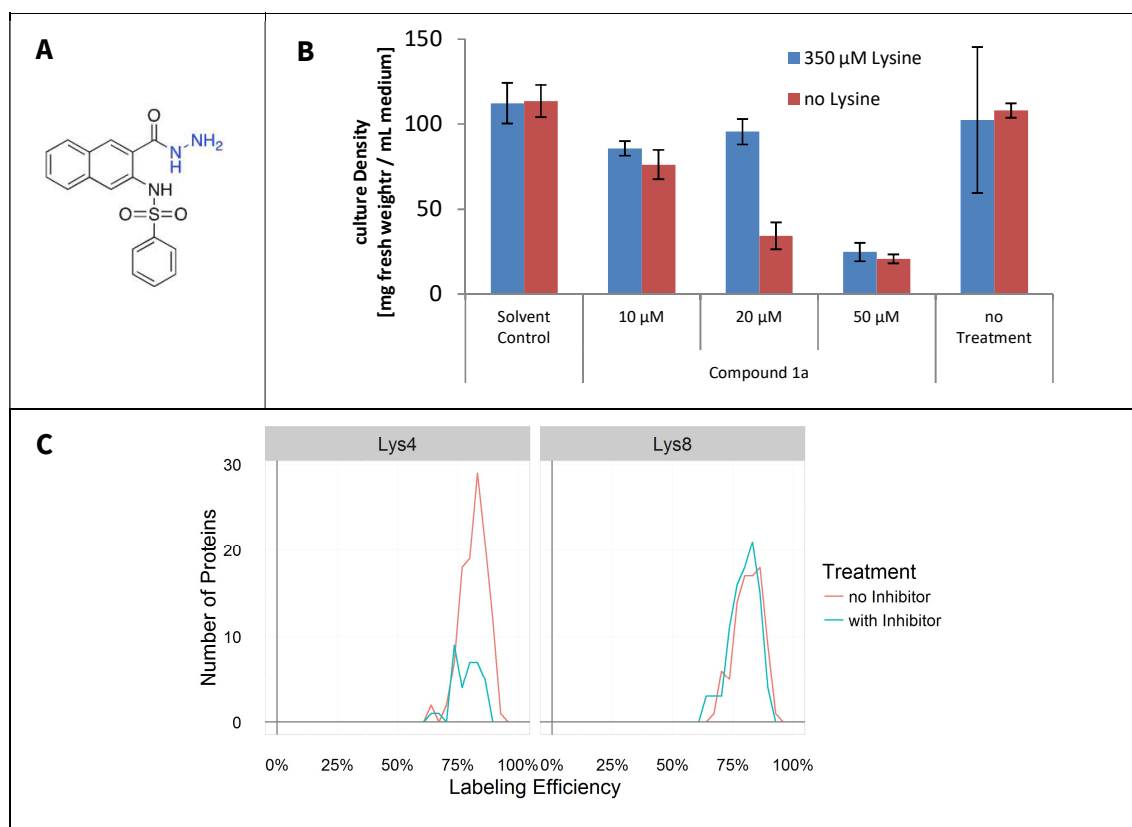 A
O
NH₂
N
H
NH
O=S=O
B
150
100
50
0
culture Density
[mg fresh weightr / mL medium]
350 µM Lysine
no Lysine
Solvent
Control
10 µM
20 µM
50 µM
no
Treatment
Compound 1a
C
Lys4
Lys8
30
20
10
0
Number of Proteins
0%
25%
50%
75%
100%
0%
25%
50%
75%
100%
Labeling Efficiency
Treatment
no Inhibitor
with Inhibitor